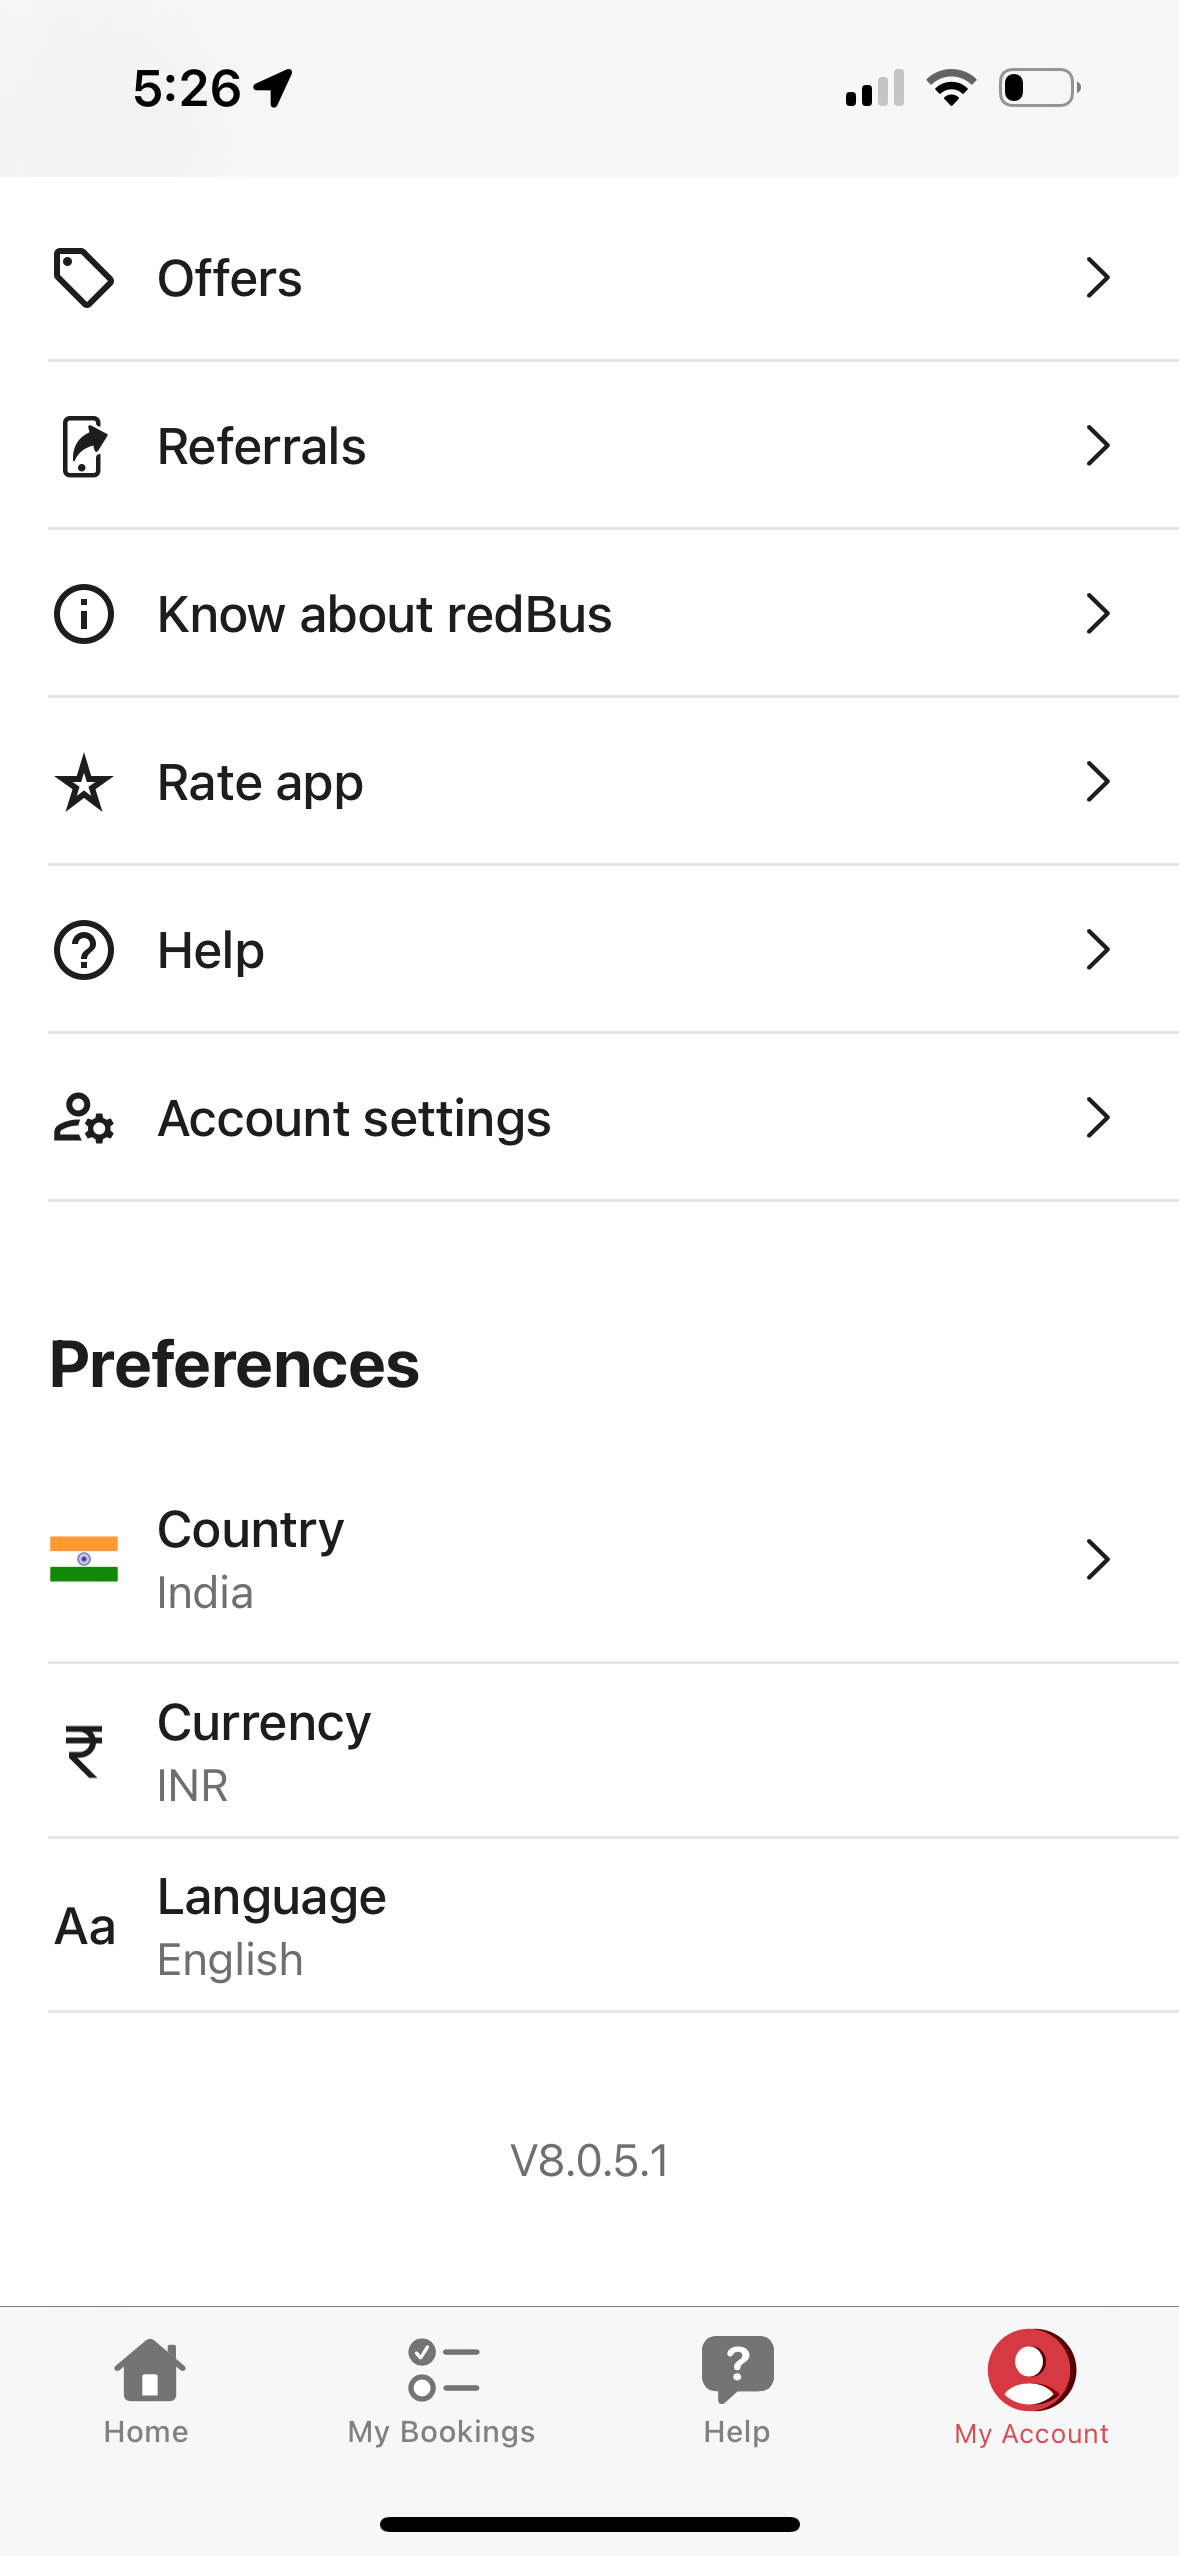 5:26
Offers
Referrals
Know about redBus
Rate app
Help
Account settings
Preferences
Country
India
₹
Currency
INR
Aa
Language
English
V8.0.5.1
Home
My Bookings
Help
My Account